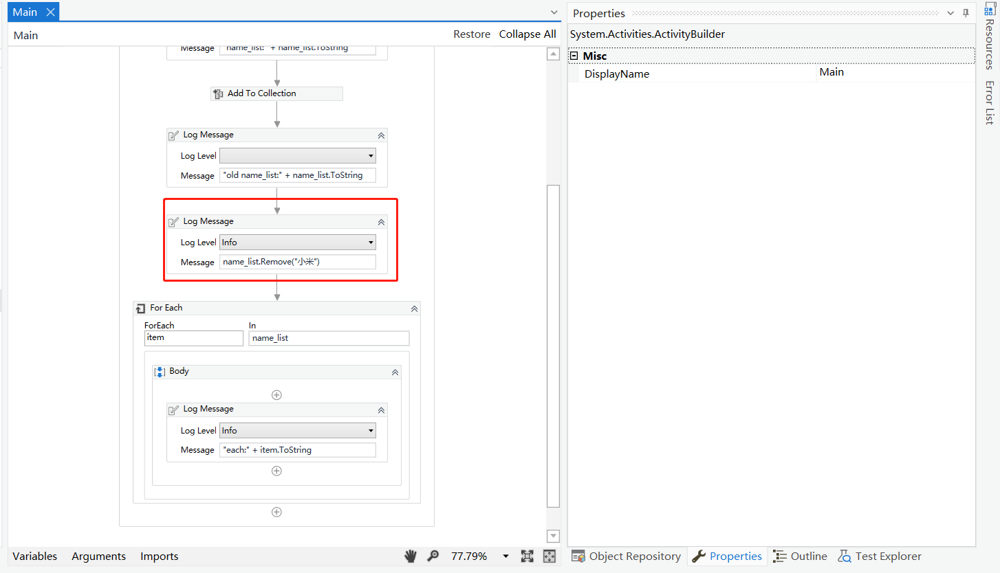 Main
Main
Restore Collapse All
Message "name_list:" + name_list.ToString
Add To Collection
Log Message
Log Level
Message "old name_list:" + name_list.ToString
Log Message
Log Level Info
Message name_list.Remove("小米")
For Each
ForEach In
item name_list
Body
Log Message
Log Level Info
Message "each:" + item.ToString
Variables Arguments Imports 77.79%
Properties
System.Activities.ActivityBuilder
Misc
DisplayName Main
Object Repository Properties Outline Test Explorer
Resources
Error List